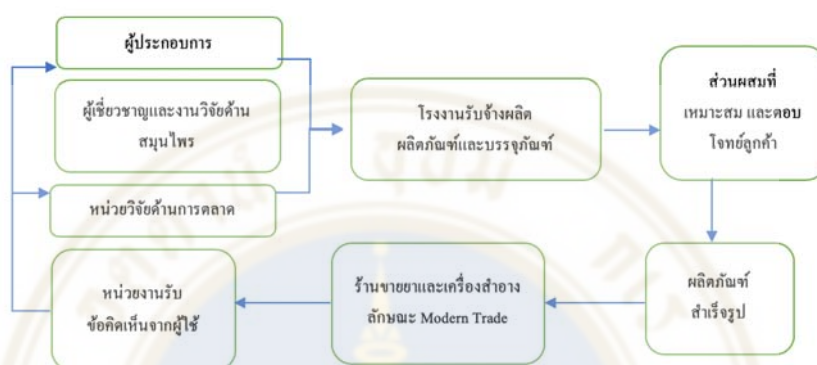 ผู้ประกอบการ
ผู้เชี่ยวชาญและงานวิจัยด้าน
สมุนไพร
หน่วยวิจัยด้านการตลาด
โรงงานรับจ้างผลิต
ผลิตภัณฑ์และบรรจุภัณฑ์
ส่วนผสมที่
เหมาะสม และตอบ
โจทย์ลูกค้า
ผลิตภัณฑ์
สำเร็จรูป
ร้านขายยาและเครื่องสำอาง
ลักษณะ Modern Trade
หน่วยงานรับ
ข้อคิดเห็นจากผู้ใช้